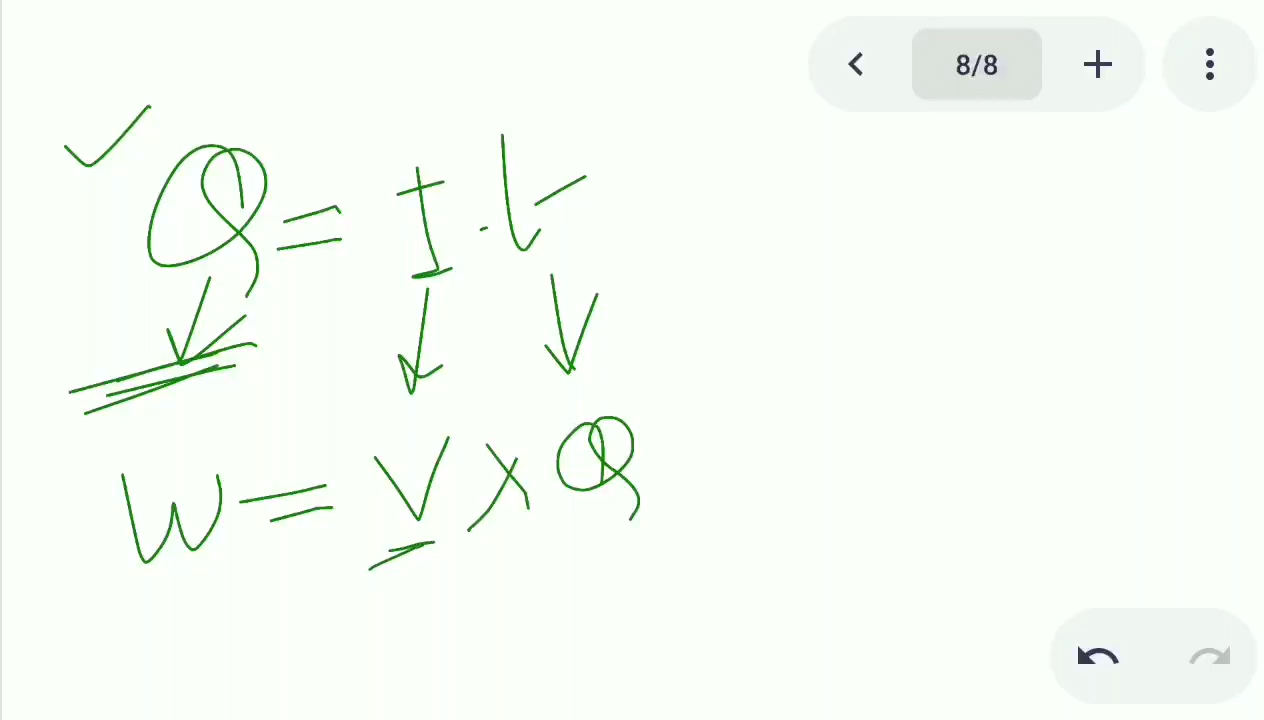 8/8
Q = I . t
W = V x Q